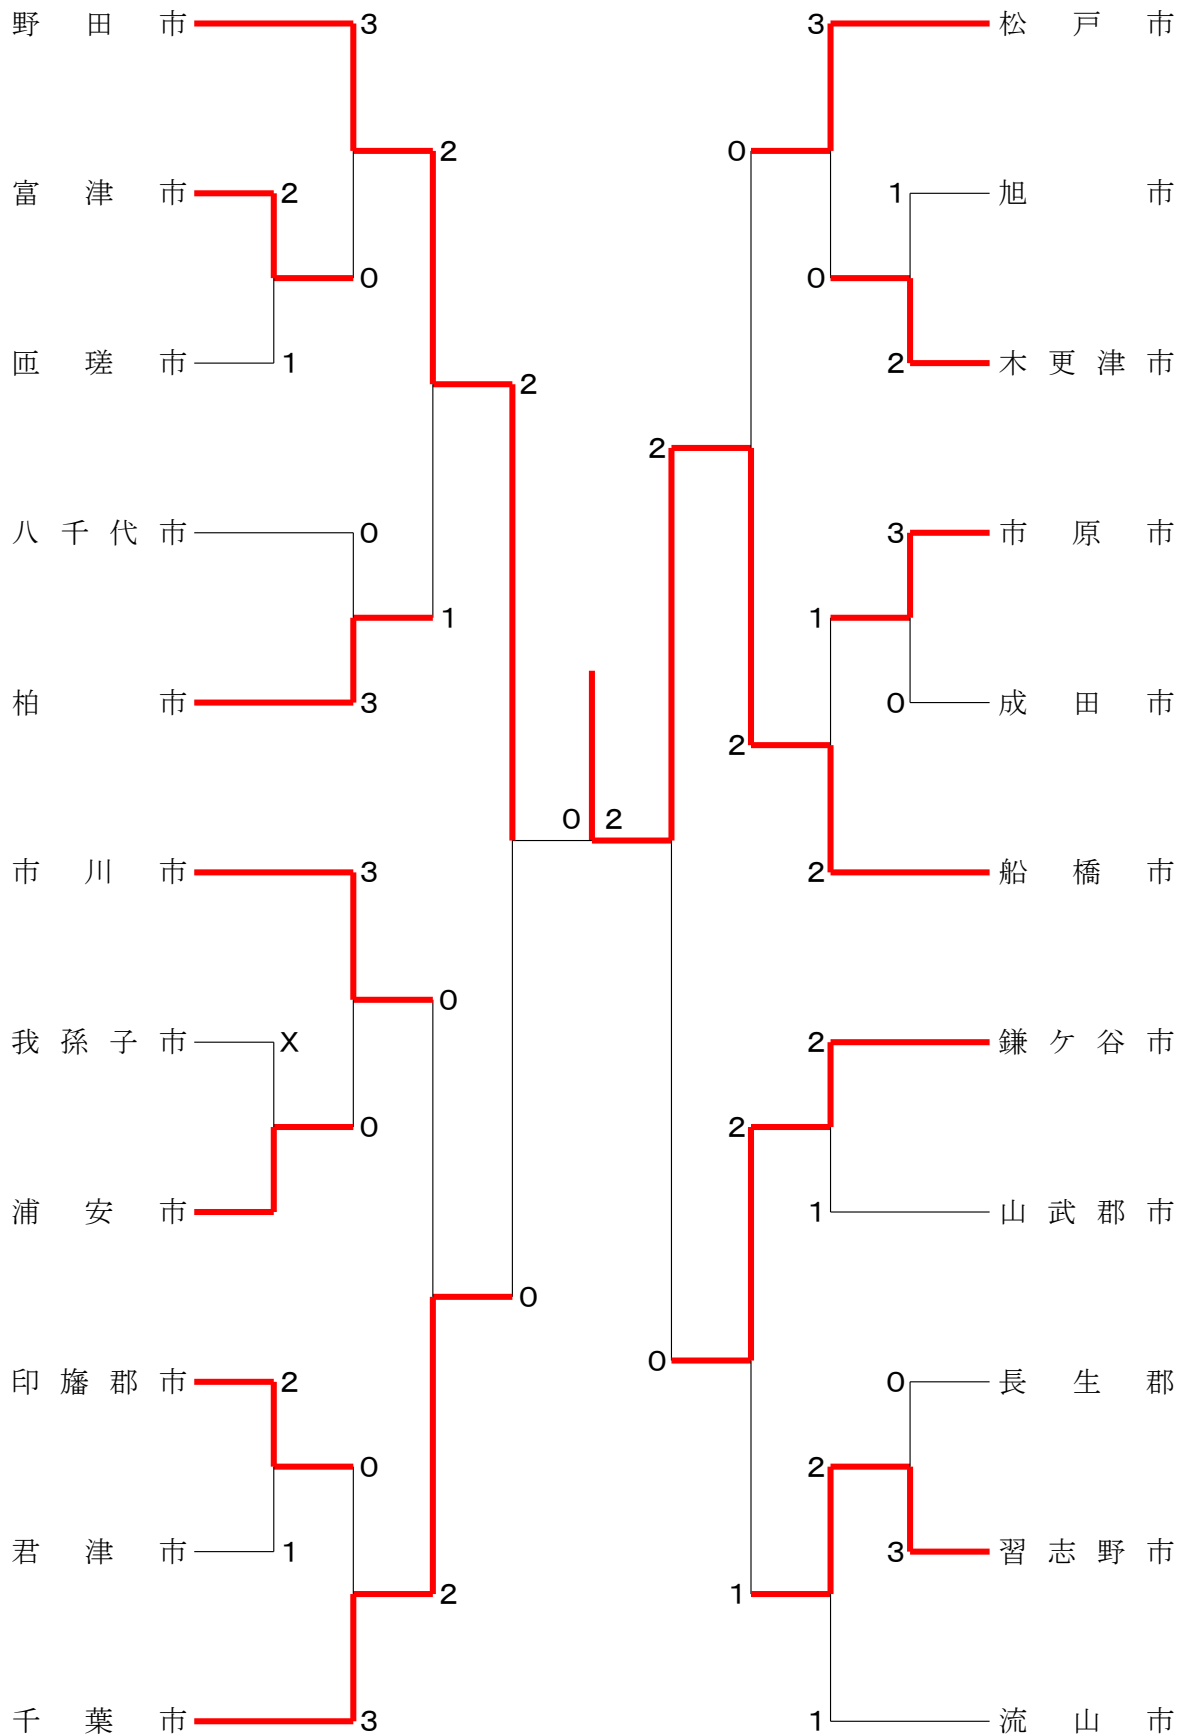 野田市 3 3 松戸市
2 0
富津市 2 1 旭市
0 0
匝瑳市 1 2 木更津市
2
2
八千代市 0 3 市原市
1 1
柏市 3 0 成田市
2
0 2
市川市 3 2 船橋市
0
我孫子市 X 2 鎌ケ谷市
0 2
浦安市 1 山武郡市
0
0
印旛郡市 2 0 長生郡
0 2
君津市 1 3 習志野市
2 1
千葉市 3 1 流山市